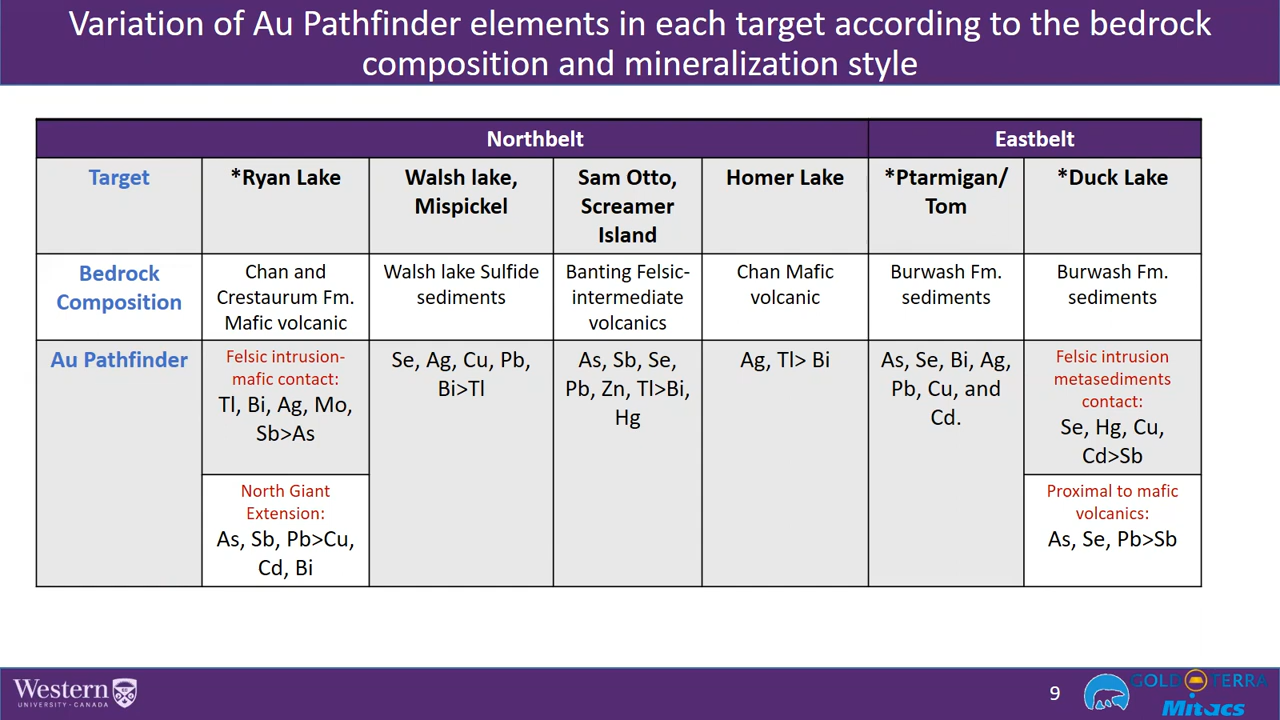 Variation of Au Pathfinder elements in each target according to the bedrock
composition and mineralization style
Northbelt
Eastbelt
Target
*Ryan Lake
Walsh lake,
Mispickel
Sam Otto,
Screamer
Island
Homer Lake
*Ptarmigan/
Tom
*Duck Lake
Bedrock
Composition
Chan and
Crestaurum Fm.
Mafic volcanic
Walsh lake Sulfide
sediments
Banting Felsic-
intermediate
volcanics
Chan Mafic
volcanic
Burwash Fm.
sediments
Burwash Fm.
sediments
Au Pathfinder
Felsic intrusion-
mafic contact:
Tl, Bi, Ag, Mo,
Sb>As
North Giant
Extension:
As, Sb, Pb>Cu,
Cd, Bi
Se, Ag, Cu, Pb,
Bi>Tl
As, Sb, Se,
Pb, Zn, Tl>Bi,
Hg
Ag, Tl> Bi
As, Se, Bi, Ag,
Pb, Cu, and
Cd.
Felsic intrusion
metasediments
contact:
Se, Hg, Cu,
Cd>Sb
Proximal to mafic
volcanics:
As, Se, Pb>Sb
Western
UNIVERSITY·CANADA
9
GOLD TERRA
Mitacs